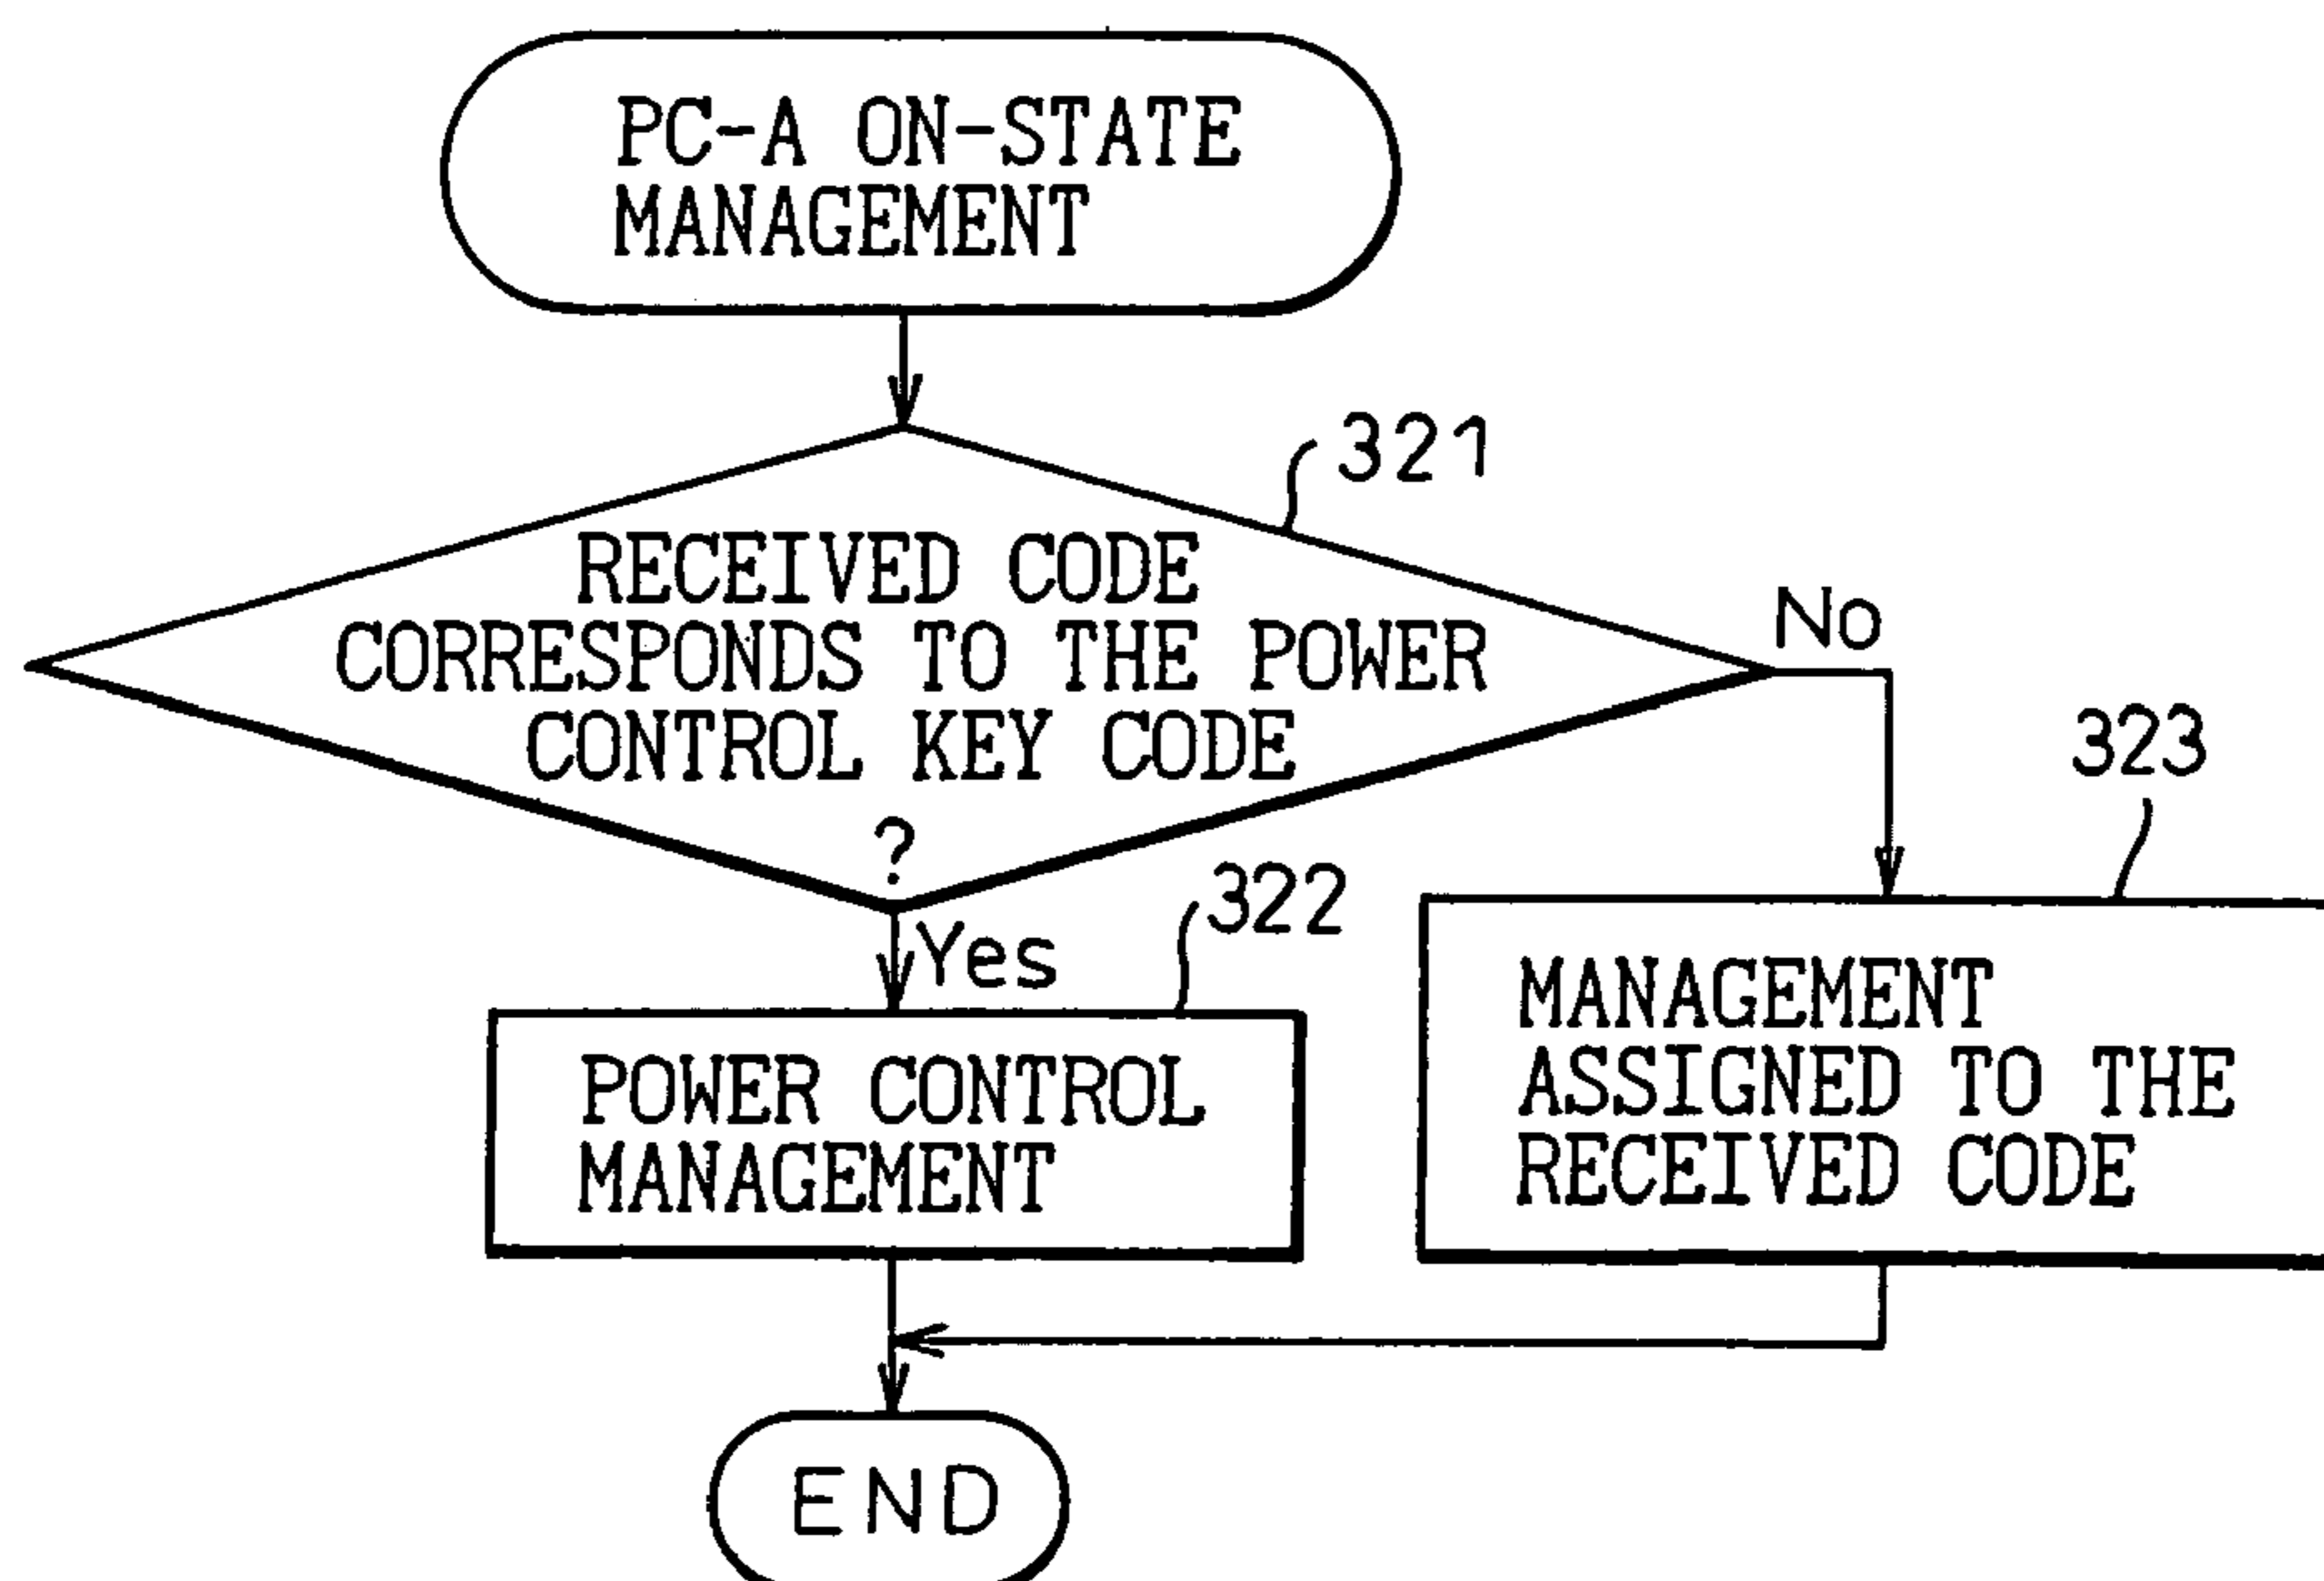 PC-A ON-STATE
MANAGEMENT
321
RECEIVED CODE
CORRESPONDS TO THE POWER
CONTROL KEY CODE
?
No
Yes
322
POWER CONTROL
MANAGEMENT
323
MANAGEMENT
ASSIGNED TO THE
RECEIVED CODE
END